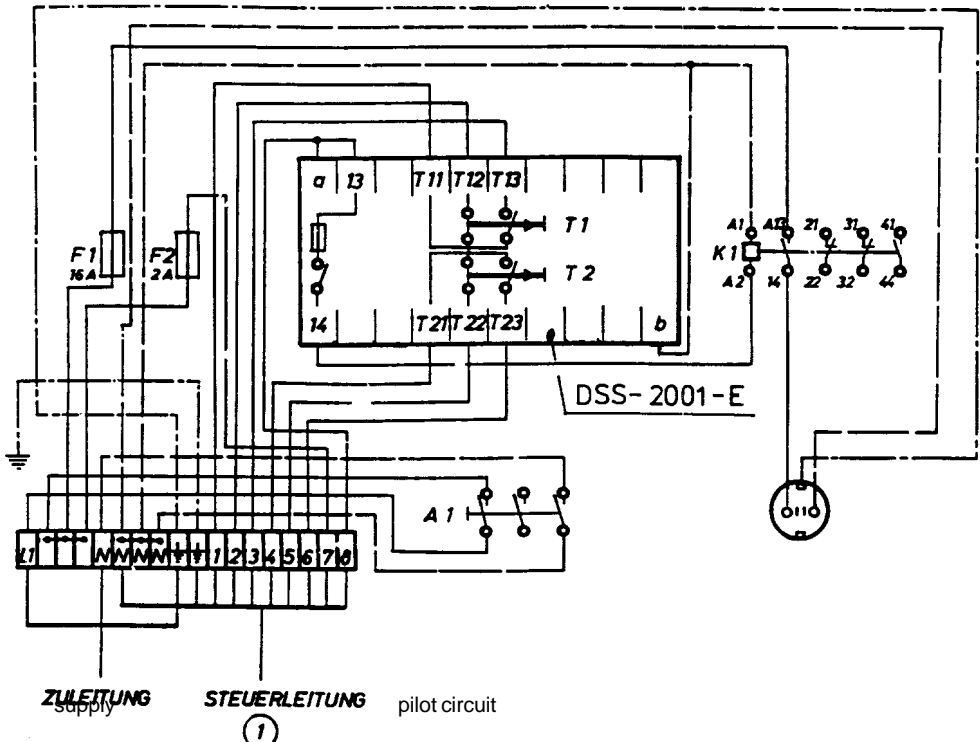 a 13 T11 T12 T13
T1
T2
14 T21 T22 T23 b
F1
16A
F2
2A
A1 A13 21 31 41
K1
A2 14 22 32 44
DSS-2001-E
A1
L1 N N N N 1 2 3 4 5 6 7 8
ZULEITUNG STEUERLEITUNG
supply pilot circuit
1